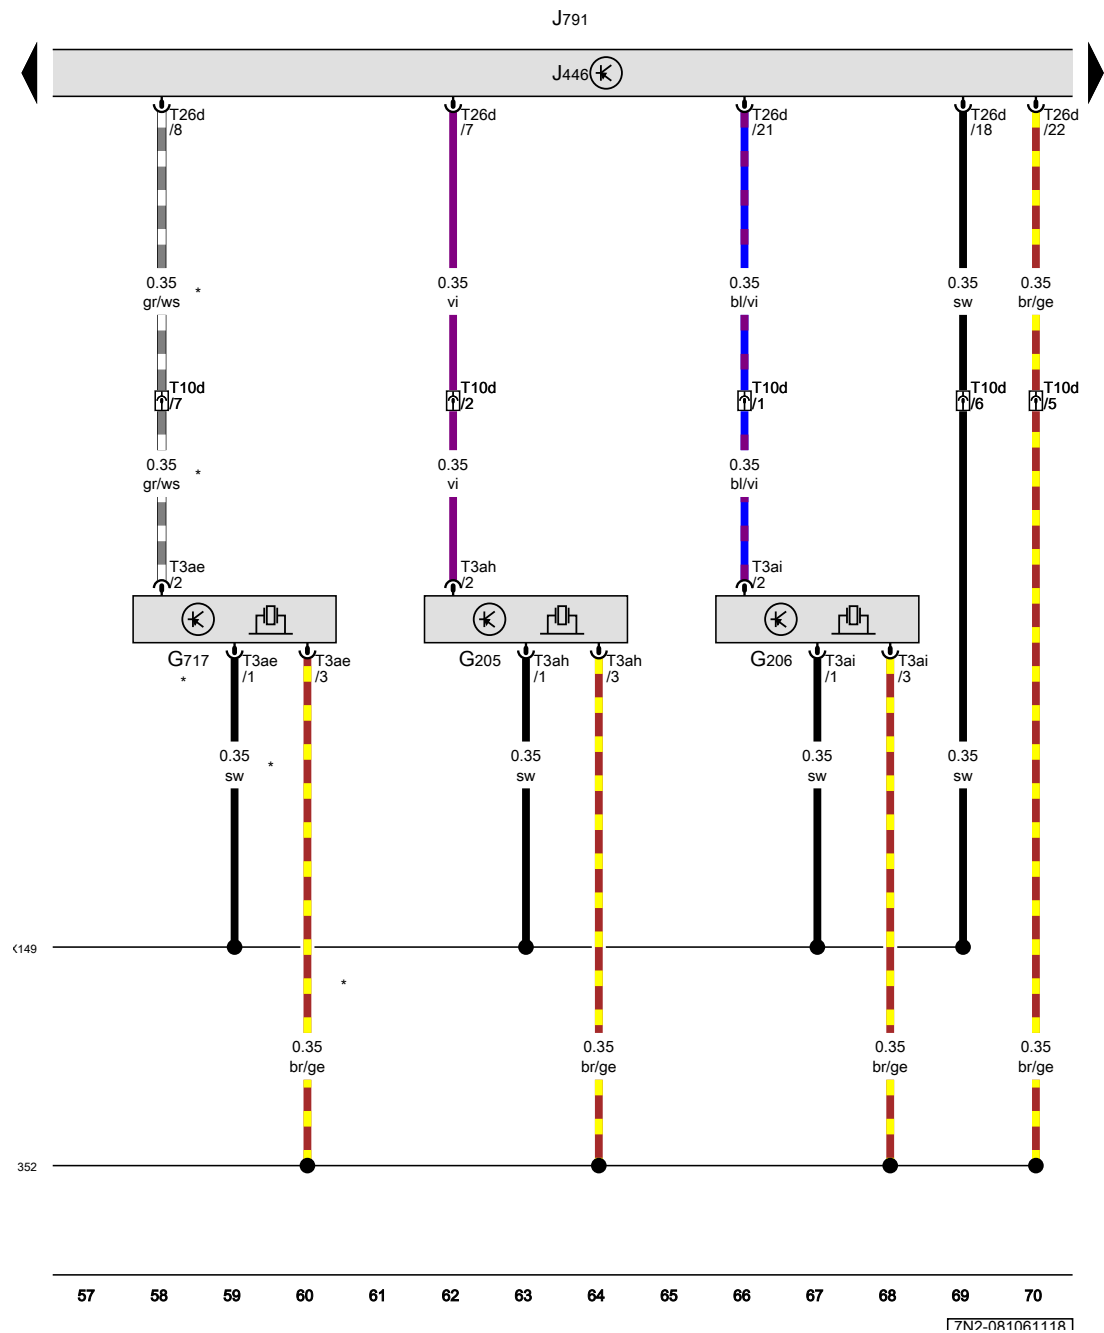 J791
J446
T26d
/8
T26d
/7
T26d
/21
T26d
/18
T26d
/22
0.35
gr/ws
*
0.35
vi
0.35
bl/vi
0.35
sw
0.35
br/ge
T10d
/7
T10d
/2
T10d
/1
T10d
/6
T10d
/5
0.35
gr/ws
*
0.35
vi
0.35
bl/vi
T3ae
/2
T3ah
/2
T3ai
/2
G717
*
T3ae
/1
T3ae
/3
G205
T3ah
/1
T3ah
/3
G206
T3ai
/1
T3ai
/3
0.35
sw
*
0.35
sw
0.35
sw
0.35
sw
149
*
0.35
br/ge
0.35
br/ge
0.35
br/ge
0.35
br/ge
352
57 58 59 60 61 62 63 64 65 66 67 68 69 70
7N2-081061118